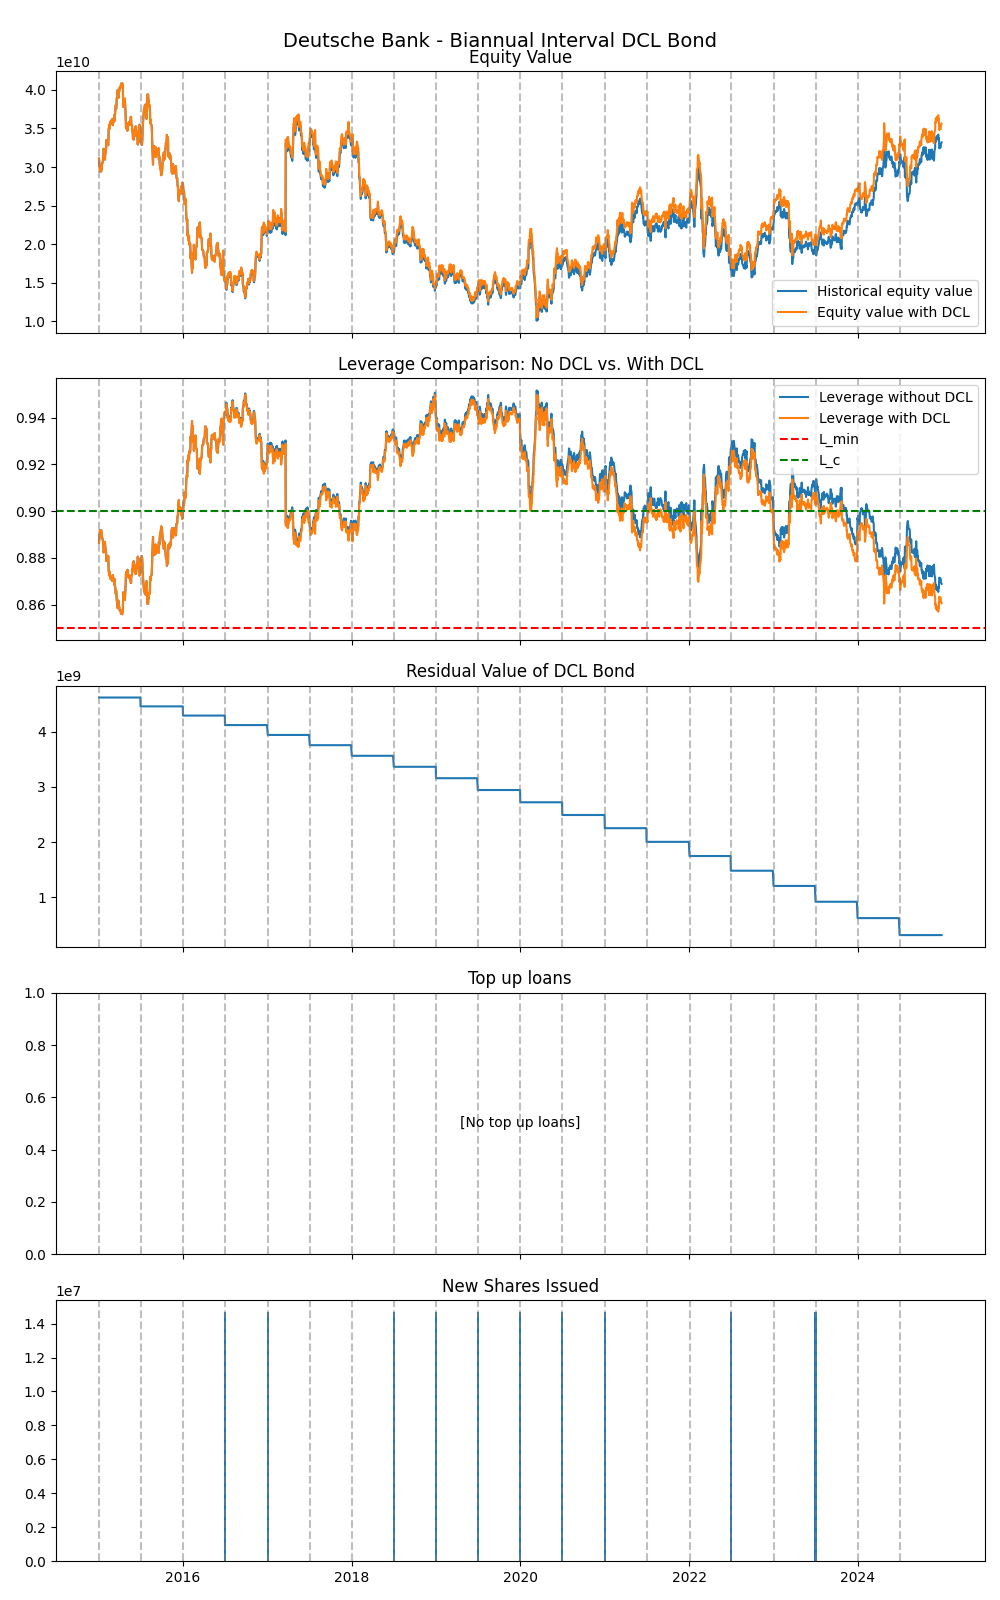 Deutsche Bank - Biannual Interval DCL Bond
Equity Value
1e10
4.0
3.5
3.0
2.5
2.0
1.5
1.0
Historical equity value
Equity value with DCL
Leverage Comparison: No DCL vs. With DCL
0.94
0.92
0.90
0.88
0.86
Leverage without DCL
Leverage with DCL
L_min
L_c
Residual Value of DCL Bond
1e9
4
3
2
1
Top up loans
1.0
0.8
0.6
0.4
0.2
0.0
[No top up loans]
New Shares Issued
1e7
1.4
1.2
1.0
0.8
0.6
0.4
0.2
0.0
2016 2018 2020 2022 2024